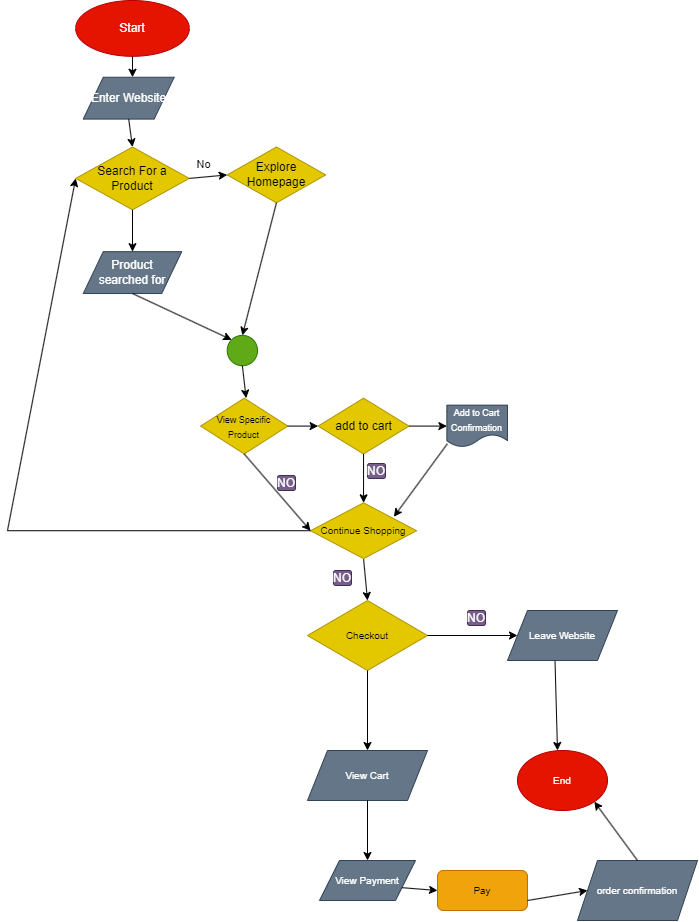 Start
Enter Website
Search For a
Product
No
Explore
Homepage
Product
searched for
View Specific
Product
add to cart
Add to Cart
Confirmation
NO
NO
Continue Shopping
NO
Checkout
NO
Leave Website
View Cart
End
View Payment
Pay
order confirmation